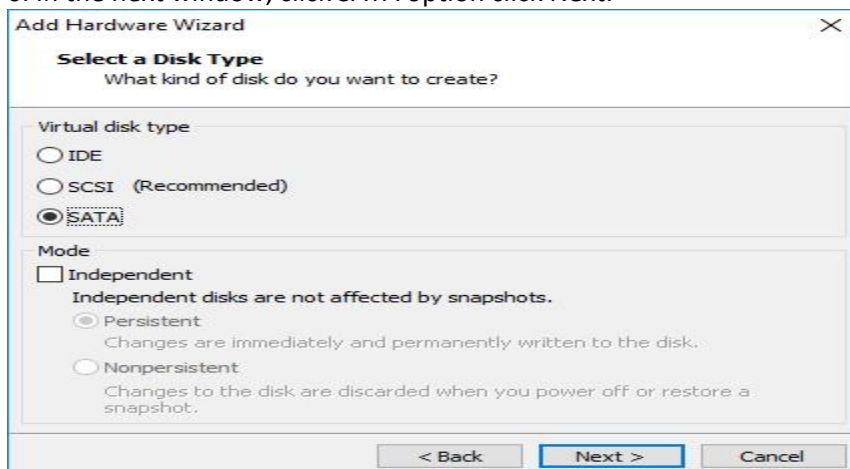 Add Hardware Wizard
Select a Disk Type
What kind of disk do you want to create?
Virtual disk type
IDE
SCSI (Recommended)
SATA
Mode
Independent
Independent disks are not affected by snapshots.
Persistent
Changes are immediately and permanently written to the disk.
Nonpersistent
Changes to the disk are discarded when you power off or restore a
snapshot.
< Back Next > Cancel